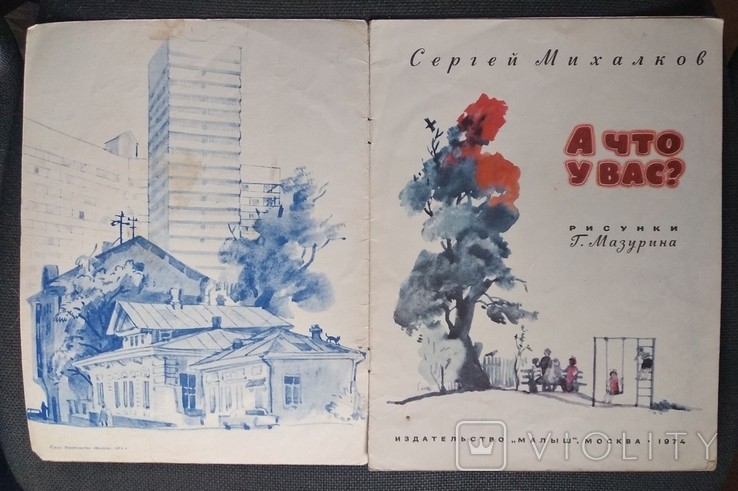 Сергей Михалков
А ЧТО
У ВАС?
РИСУНКИ
Г. Мазурина
ИЗДАТЕЛЬСТВО „МАЛЫШ“, МОСКВА • 1974
VIOLITY